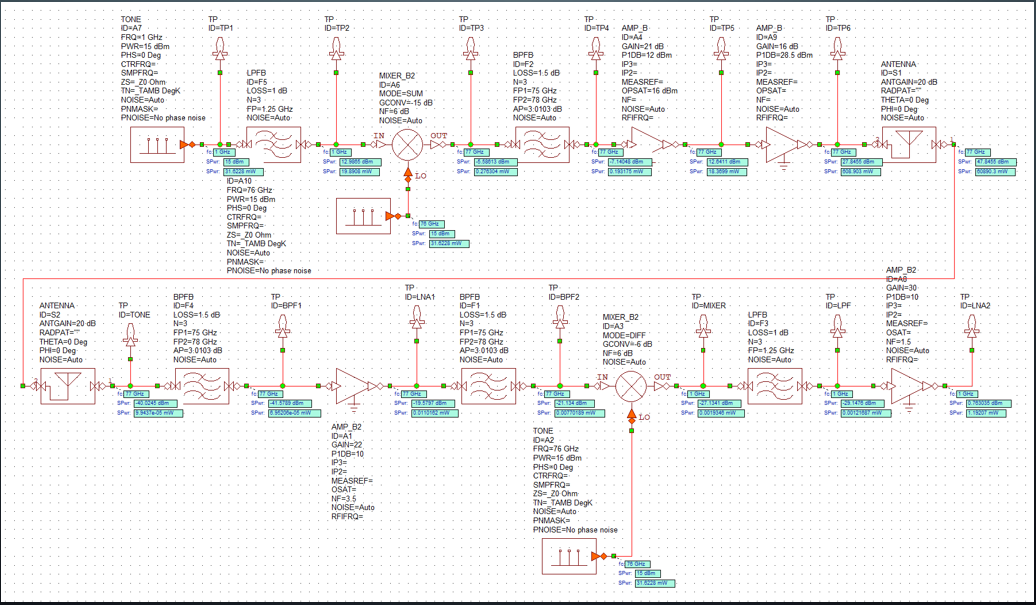 TONE
ID=A7
FRQ=1 GHz
PWR=15 dBm
PHS=0 Deg
CTRFRQ=
SMPFRQ=
ZS=_Z0 Ohm
TN=_TAMB DegK
NOISE=Auto
PNMASK=
PNOISE=No phase noise
TP
ID=TP1
LPFB
ID=F5
LOSS=1 dB
N=3
FP=1.25 GHz
NOISE=Auto
TP
ID=TP2
MIXER_B2
ID=A6
MODE=SUM
GCONV=-15 dB
NF=6 dB
NOISE=Auto
IN
OUT
LO
TP
ID=TP3
BPFB
ID=F2
LOSS=1.5 dB
N=3
FP1=75 GHz
FP2=78 GHz
AP=3.0103 dB
NOISE=Auto
TP
ID=TP4
AMP_B
ID=A4
GAIN=21 dB
P1DB=12 dBm
IP3=
IP2=
MEASREF=
OPSAT=16 dBm
NF=
NOISE=Auto
RFIFRQ=
TP
ID=TP5
AMP_B
ID=A9
GAIN=16 dB
P1DB=28.5 dBm
IP3=
IP2=
MEASREF=
OPSAT=
NF=
NOISE=Auto
RFIFRQ=
TP
ID=TP6
ANTENNA
ID=S1
ANTGAIN=20 dB
RADPAT=""
THETA=0 Deg
PHI=0 Deg
NOISE=Auto
2
1
fc: 1 GHz
SPwr: 15 dBm
SPwr: 31.6228 mW
fc: 1 GHz
SPwr: 12.9865 dBm
SPwr: 19.8908 mW
fc: 77 GHz
SPwr: -5.58613 dBm
SPwr: 0.276304 mW
fc: 77 GHz
SPwr: -7.14048 dBm
SPwr: 0.193175 mW
fc: 77 GHz
SPwr: 12.6411 dBm
SPwr: 18.3699 mW
fc: 77 GHz
SPwr: 27.8455 dBm
SPwr: 608.903 mW
fc: 77 GHz
SPwr: 47.8455 dBm
SPwr: 60890.3 mW
ID=A10
FRQ=76 GHz
PWR=15 dBm
PHS=0 Deg
CTRFRQ=
SMPFRQ=
ZS=_Z0 Ohm
TN=_TAMB DegK
NOISE=Auto
PNMASK=
PNOISE=No phase noise
fc: 76 GHz
SPwr: 15 dBm
SPwr: 31.6228 mW
ANTENNA
ID=S2
ANTGAIN=20 dB
RADPAT=""
THETA=0 Deg
PHI=0 Deg
NOISE=Auto
TP
ID=TONE
BPFB
ID=F4
LOSS=1.5 dB
N=3
FP1=75 GHz
FP2=78 GHz
AP=3.0103 dB
NOISE=Auto
TP
ID=BPF1
AMP_B2
ID=A1
GAIN=22
P1DB=10
IP3=
IP2=
MEASREF=
OSAT=
NF=3.5
NOISE=Auto
RFIFRQ=
TP
ID=LNA1
BPFB
ID=F1
LOSS=1.5 dB
N=3
FP1=75 GHz
FP2=78 GHz
AP=3.0103 dB
NOISE=Auto
TP
ID=BPF2
MIXER_B2
ID=A3
MODE=DIFF
GCONV=-6 dB
NF=6 dB
NOISE=Auto
IN
OUT
LO
TP
ID=MIXER
LPFB
ID=F3
LOSS=1 dB
N=3
FP=1.25 GHz
NOISE=Auto
TP
ID=LPF
AMP_B2
ID=A8
GAIN=30
P1DB=10
IP3=
IP2=
MEASREF=
OSAT=
NF=1.5
NOISE=Auto
RFIFRQ=
TP
ID=LNA2
fc: 77 GHz
SPwr: -40.0245 dBm
SPwr: 9.9437e-05 mW
fc: 77 GHz
SPwr: -41.5789 dBm
SPwr: 6.95206e-05 mW
fc: 77 GHz
SPwr: -19.5797 dBm
SPwr: 0.0110162 mW
fc: 77 GHz
SPwr: -21.134 dBm
SPwr: 0.00770188 mW
fc: 1 GHz
SPwr: -27.1341 dBm
SPwr: 0.0019346 mW
fc: 1 GHz
SPwr: -29.1476 dBm
SPwr: 0.00121687 mW
fc: 1 GHz
SPwr: 0.763035 dBm
SPwr: 1.19207 mW
TONE
ID=A2
FRQ=76 GHz
PWR=15 dBm
PHS=0 Deg
CTRFRQ=
SMPFRQ=
ZS=_Z0 Ohm
TN=_TAMB DegK
NOISE=Auto
PNMASK=
PNOISE=No phase noise
fc: 76 GHz
SPwr: 15 dBm
SPwr: 31.6228 mW